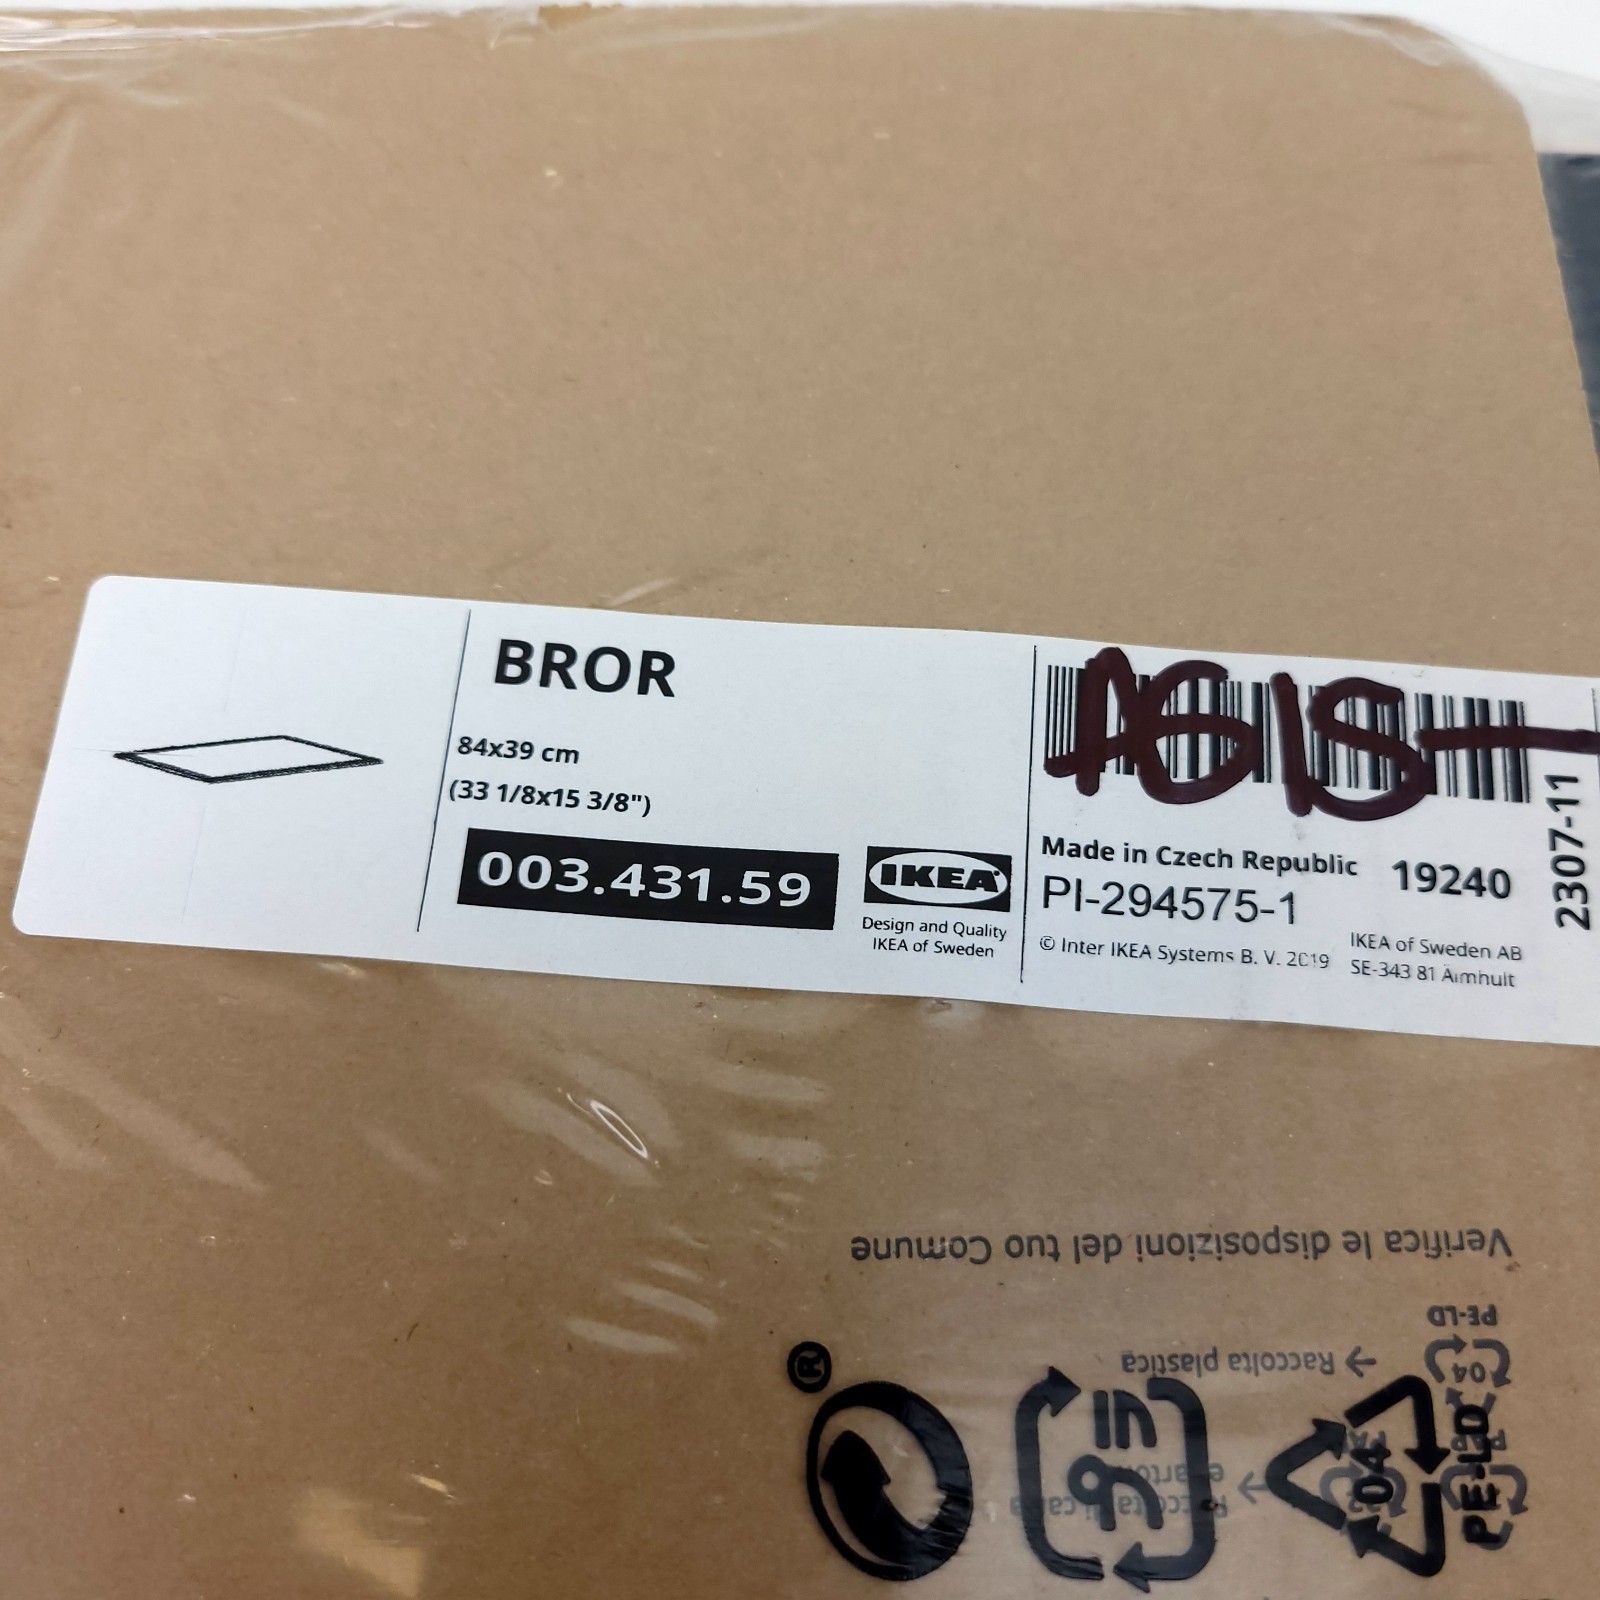 BROR
84x39 cm
(33 1/8x15 3/8")
003.431.59
IKEA
Design and Quality
IKEA of Sweden
Made in Czech Republic
19240
PI-294575-1
© Inter IKEA Systems B. V. 2019
IKEA of Sweden AB
SE-343 81 Älmhult
2307-11
Verifica le disposizioni del tuo Comune
PE-LD
04
Raccolta plastica
®
04
PE-LD